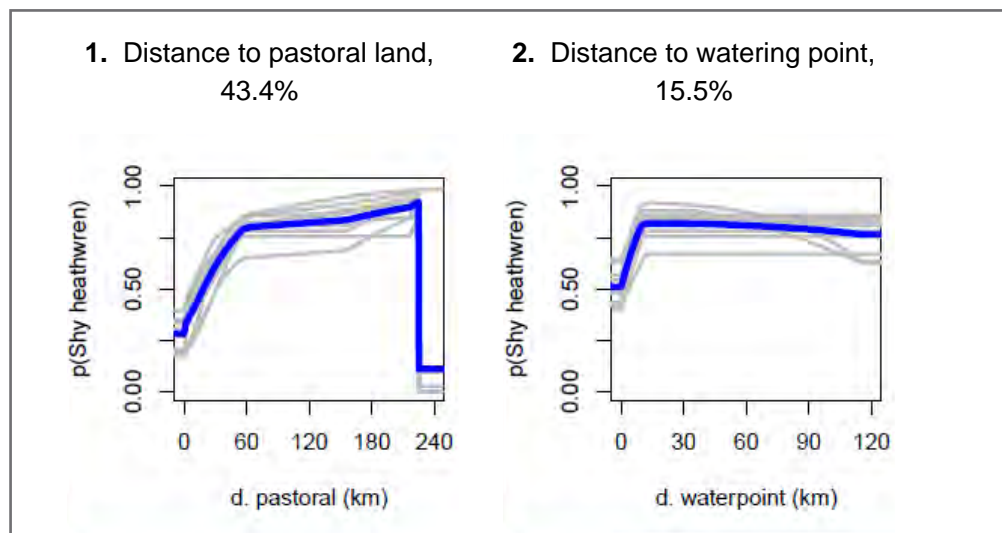 1. Distance to pastoral land,
43.4%
2. Distance to watering point,
15.5%
p(Shy heathwren)
1.00
0.50
0.00
0 60 120 180 240
d. pastoral (km)
p(Shy heathwren)
1.00
0.50
0.00
0 30 60 90 120
d. waterpoint (km)